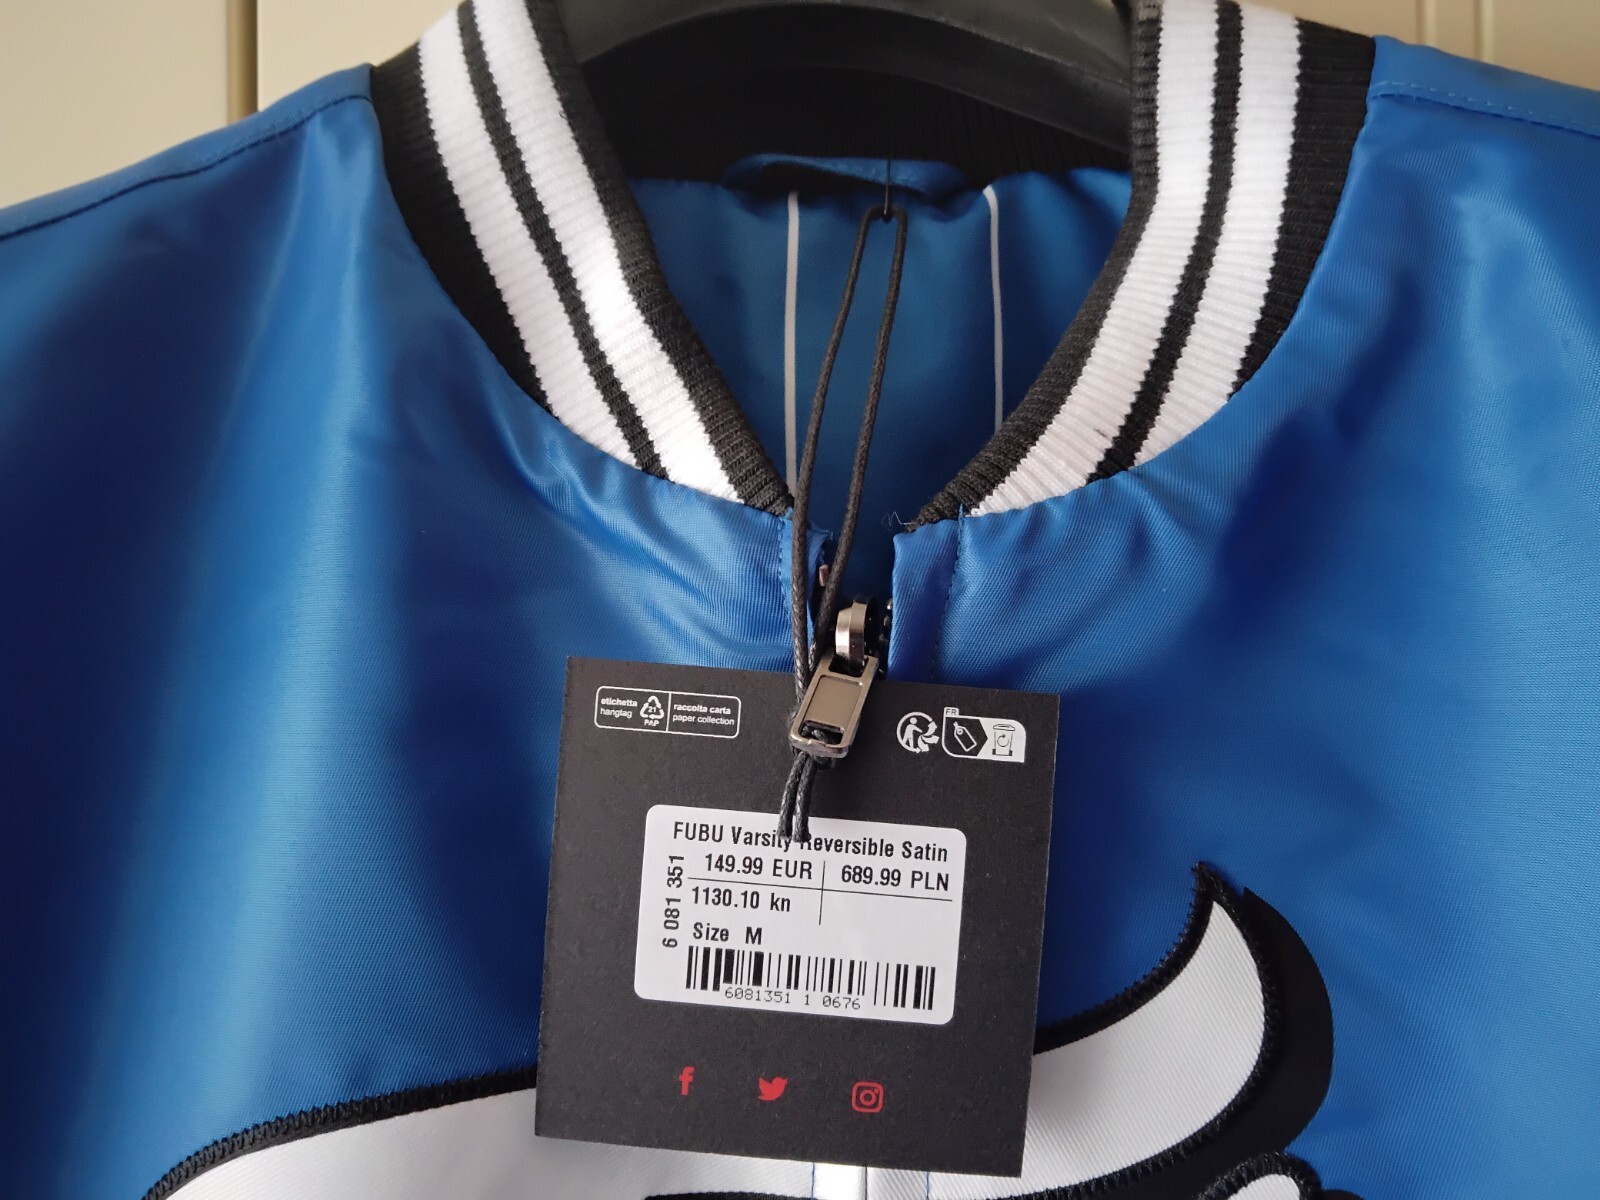 etichetta
hangtag
21
PAP
raccolta carta
paper collection
FR
FUBU Varsity Reversible Satin
149.99 EUR
689.99 PLN
1130.10 kn
Size M
6 081 351
6081351 1 0676